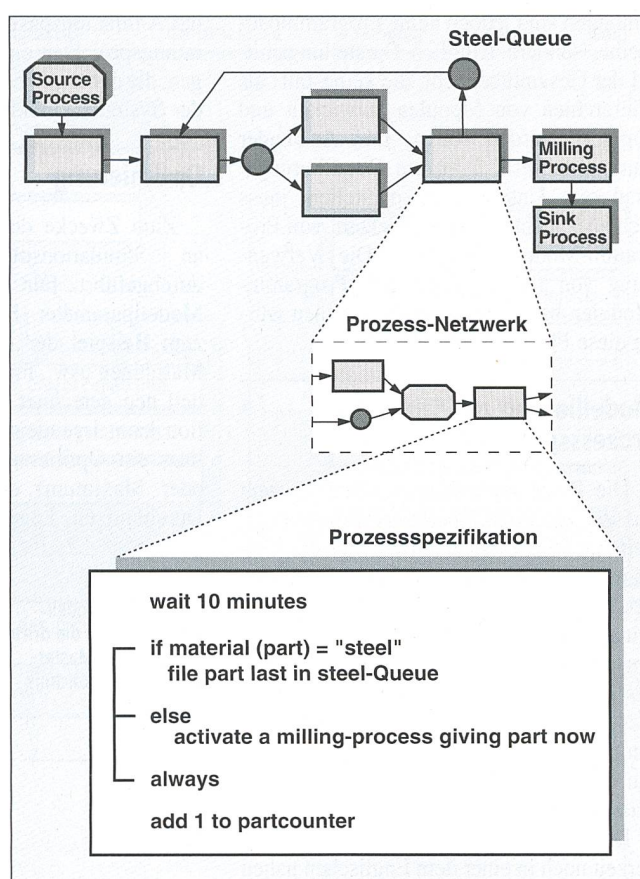 Steel-Queue
Source
Process
Milling
Process
Sink
Process
Prozess-Netzwerk
Prozessspezifikation
wait 10 minutes
if material (part) = "steel"
file part last in steel-Queue
else
activate a milling-process giving part now
always
add 1 to partcounter